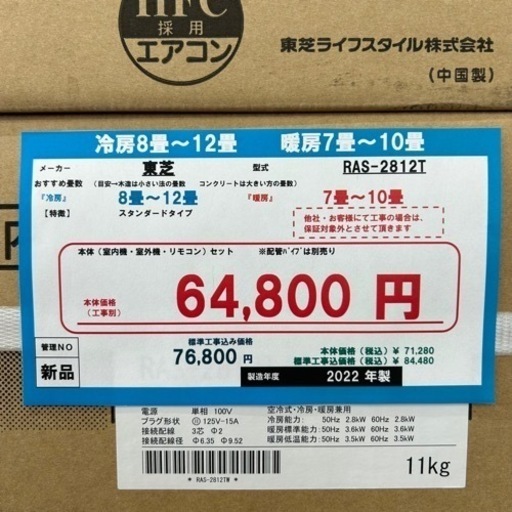 HFC
採用
エアコン
東芝ライフスタイル株式会社
（中国製）
冷房8畳～12畳　暖房7畳～10畳
メーカー　東芝　型式　RAS-2812T
おすすめ畳数　（目安→木造は小さい法の畳数　コンクリートは大きい方の畳数）
『冷房』　8畳～12畳　『暖房』　7畳～10畳
【特徴】　スタンダードタイプ
他社・お客様にて工事の場合は、
保証対象外とさせて頂きます
本体（室内機・室外機・リモコン）セット　※配管ﾊﾟｲﾌﾟは別売り
本体価格
（工事別）
64,800 円
標準工事込み価格
76,800 円
本体価格（税込）￥71,280
標準工事込み価格（税込）￥84,480
管理NO
新品
製造年度　2022 年製
電源　単相 100V
プラグ形状　125V-15A
接続配線　3芯　Φ2
接続配線径　Φ6.35　Φ9.52
空冷式・冷房・暖房兼用
冷房能力：　50Hz　2.8kW　60Hz　2.8kW
暖房標準能力：　50Hz　3.6kW　60Hz　3.6kW
暖房低温能力：　50Hz　3.5kW　60Hz　3.5kW
* RAS-2812TW *
11kg